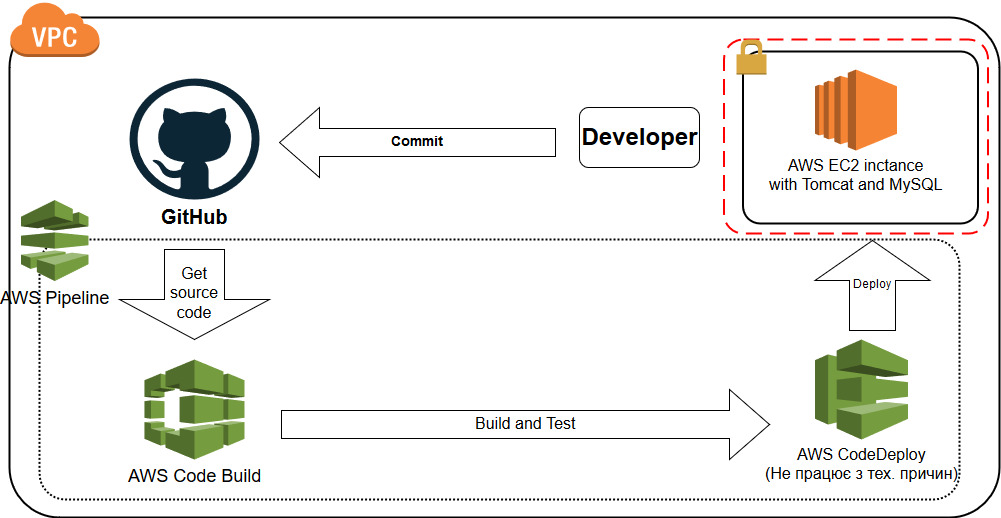 VPC
Commit
Developer
AWS EC2 inctance
with Tomcat and MySQL
GitHub
AWS Pipeline
Get
source
code
Deploy
AWS Code Build
Build and Test
AWS CodeDeploy
(Не працює з тех. причин)